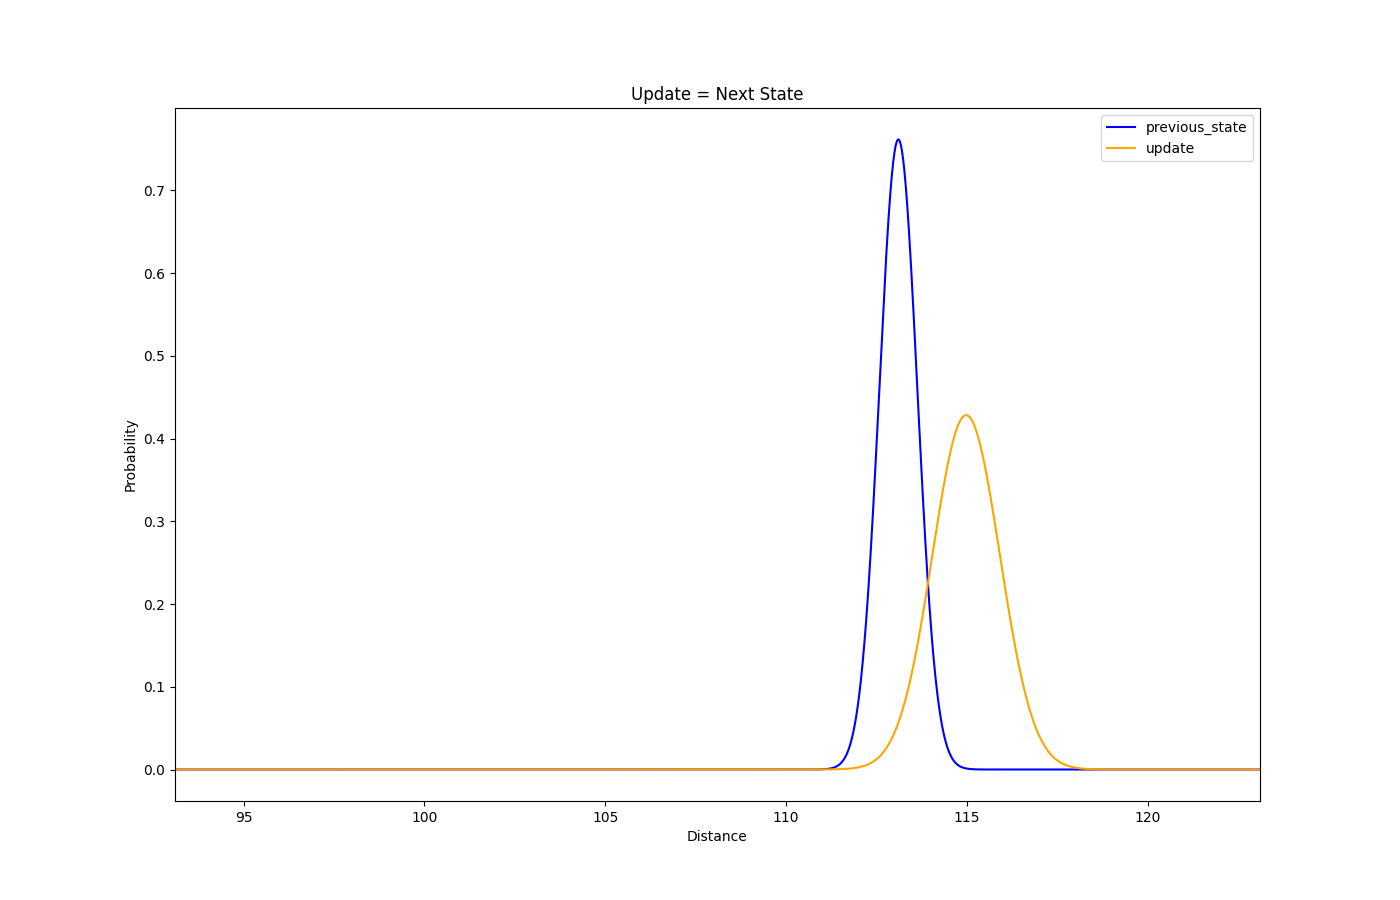 Update = Next State
previous_state
update
Probability
0.7
0.6
0.5
0.4
0.3
0.2
0.1
0.0
95 100 105 110 115 120
Distance